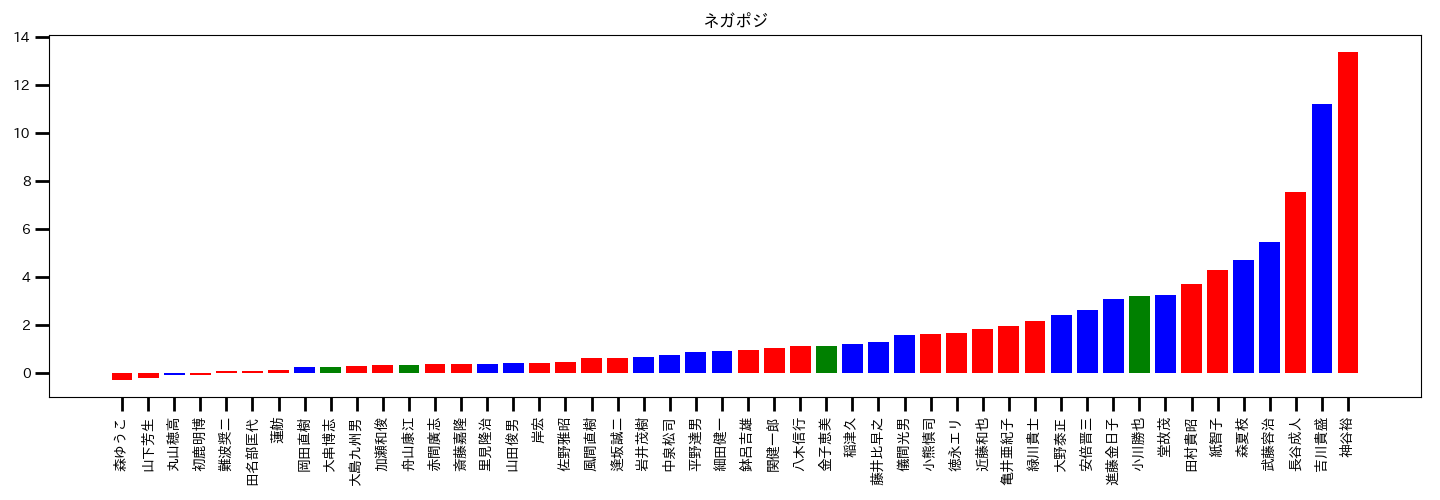 ネガポジ
14
12
10
8
6
4
2
0
森ゆうこ
山下芳生
丸山穂高
初鹿明博
難波奨二
田名部匡代
蓮舫
岡田直樹
大串博志
大島九州男
加瀬和俊
舟山康江
赤間廣志
斎藤嘉隆
里見隆治
山田俊男
岸宏
佐野雅昭
風間直樹
逢坂誠二
岩井茂樹
中泉松司
平野達男
細田健一
鉢呂吉雄
関健一郎
八木信行
金子恵美
稲津久
藤井比早之
儀間光男
小熊慎司
徳永エリ
近藤和也
亀井亜紀子
緑川貴士
大野泰正
安倍晋三
進藤金日子
小川勝也
堂故茂
田村貴昭
紙智子
森夏枝
武藤容治
長谷成人
吉川貴盛
神谷裕